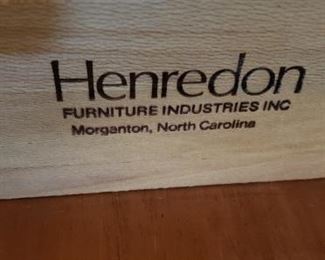 Henredon
FURNITURE INDUSTRIES INC
Morganton, North Carolina